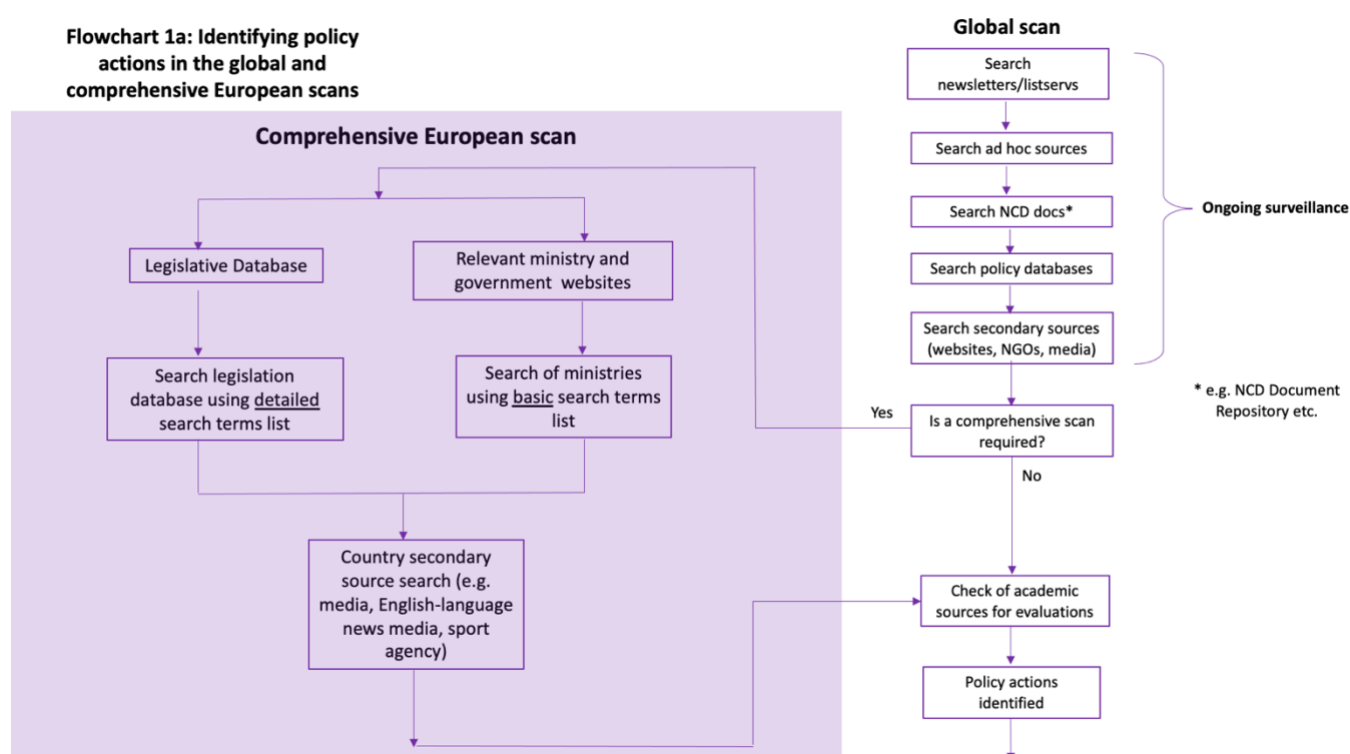 Flowchart 1a: Identifying policy
actions in the global and
comprehensive European scans
Global scan
Search
newsletters/listservs
Search ad hoc sources
Search NCD docs*
Search policy databases
Search secondary sources
(websites, NGOs, media)
Ongoing surveillance
* e.g. NCD Document
Repository etc.
Is a comprehensive scan
required?
Yes
No
Comprehensive European scan
Legislative Database
Relevant ministry and
government websites
Search legislation
database using detailed
search terms list
Search of ministries
using basic search terms
list
Country secondary
source search (e.g.
media, English-language
news media, sport
agency)
Check of academic
sources for evaluations
Policy actions
identified